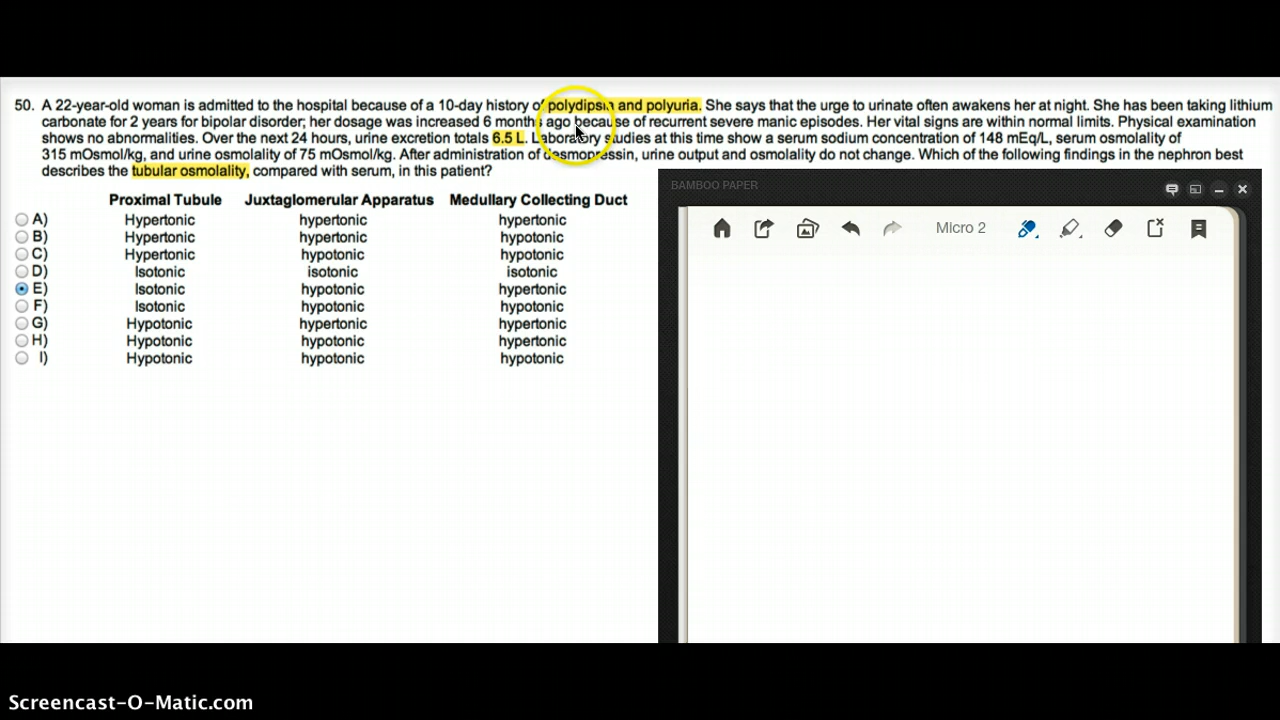 50. A 22-year-old woman is admitted to the hospital because of a 10-day history of polydipsia and polyuria. She says that the urge to urinate often awakens her at night. She has been taking lithium
carbonate for 2 years for bipolar disorder; her dosage was increased 6 months ago because of recurrent severe manic episodes. Her vital signs are within normal limits. Physical examination
shows no abnormalities. Over the next 24 hours, urine excretion totals 6.5 L. Laboratory studies at this time show a serum sodium concentration of 148 mEq/L, serum osmolality of
315 mOsmol/kg, and urine osmolality of 75 mOsmol/kg. After administration of desmopressin, urine output and osmolality do not change. Which of the following findings in the nephron best
describes the tubular osmolality, compared with serum, in this patient?
Proximal Tubule Juxtaglomerular Apparatus Medullary Collecting Duct
A) Hypertonic hypertonic hypertonic
B) Hypertonic hypertonic hypotonic
C) Hypertonic hypotonic hypotonic
D) Isotonic isotonic isotonic
E) Isotonic hypotonic hypertonic
F) Isotonic hypotonic hypotonic
G) Hypotonic hypertonic hypertonic
H) Hypotonic hypotonic hypertonic
I) Hypotonic hypotonic hypotonic
BAMBOO PAPER
Micro 2
Screencast-O-Matic.com